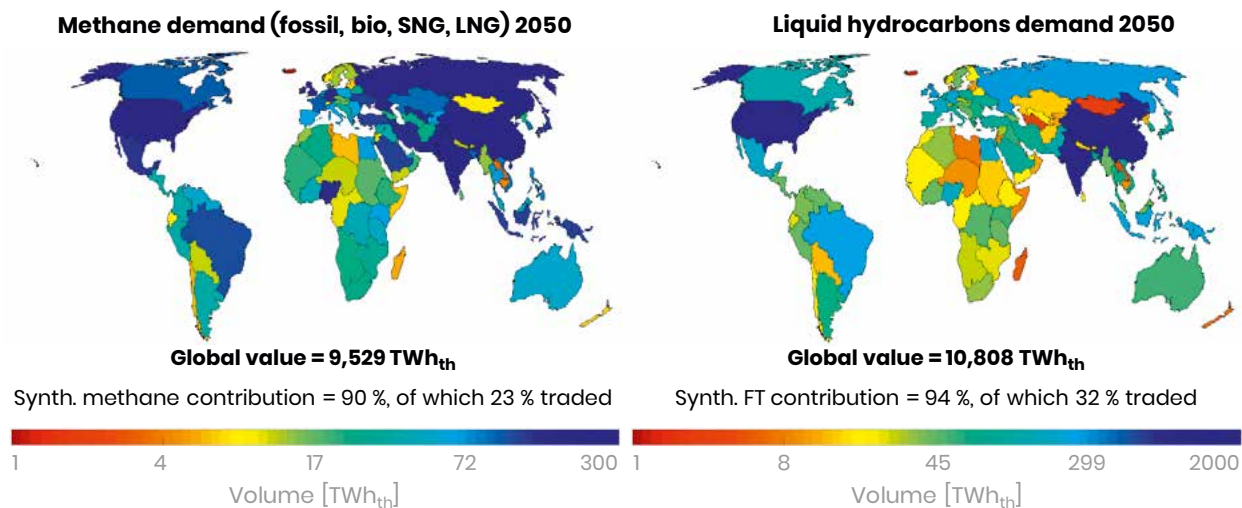 Methane demand (fossil, bio, SNG, LNG) 2050
Global value = 9,529 TWhth
Synth. methane contribution = 90 %, of which 23 % traded
1 4 17 72 300
Volume [TWhth]
Liquid hydrocarbons demand 2050
Global value = 10,808 TWhth
Synth. FT contribution = 94 %, of which 32 % traded
1 8 45 299 2000
Volume [TWhth]